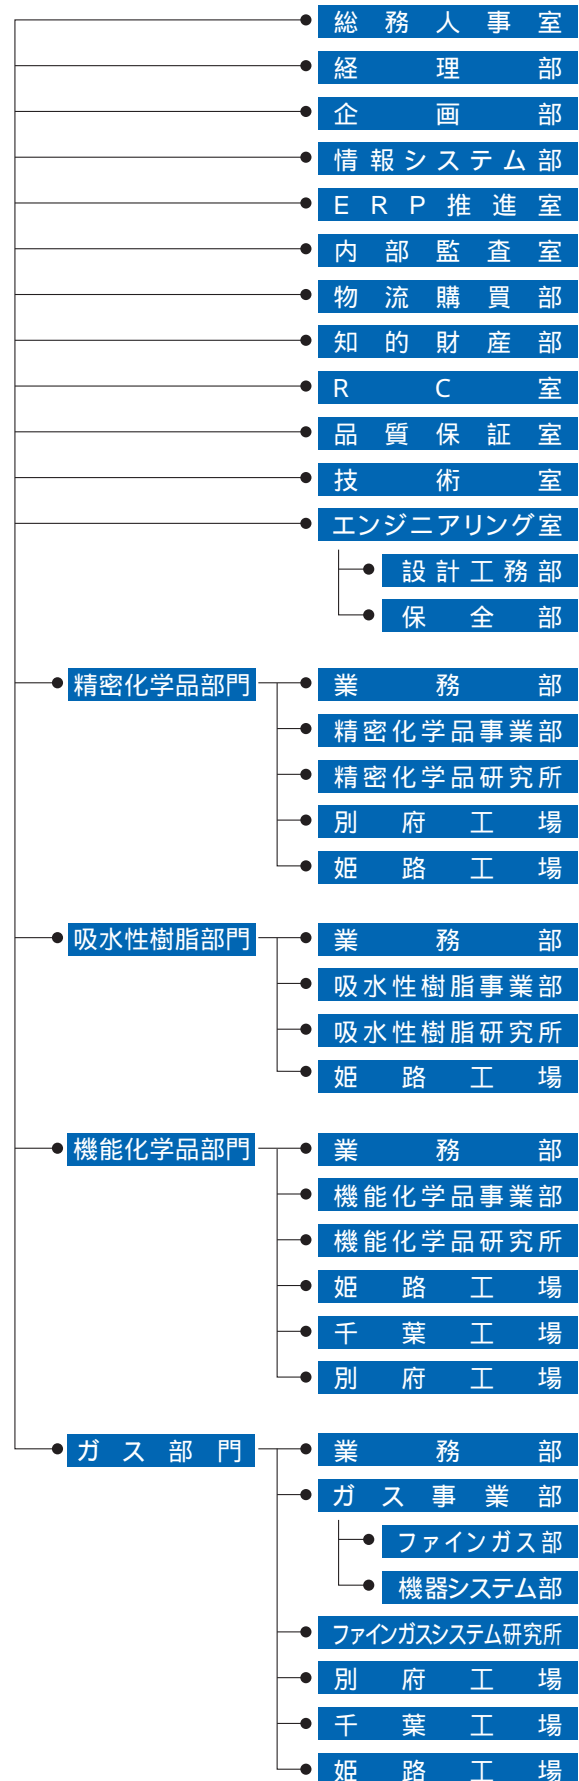 総務人事室
経理部
企画部
情報システム部
ERP推進室
内部監査室
物流購買部
知的財産部
RC室
品質保証室
技術室
エンジニアリング室
設計工務部
保全部
精密化学品部門
業務部
精密化学品事業部
精密化学品研究所
別府工場
姫路工場
吸水性樹脂部門
業務部
吸水性樹脂事業部
吸水性樹脂研究所
姫路工場
機能化学品部門
業務部
機能化学品事業部
機能化学品研究所
姫路工場
千葉工場
別府工場
ガス部門
業務部
ガス事業部
ファインガス部
機器システム部
ファインガスシステム研究所
別府工場
千葉工場
姫路工場